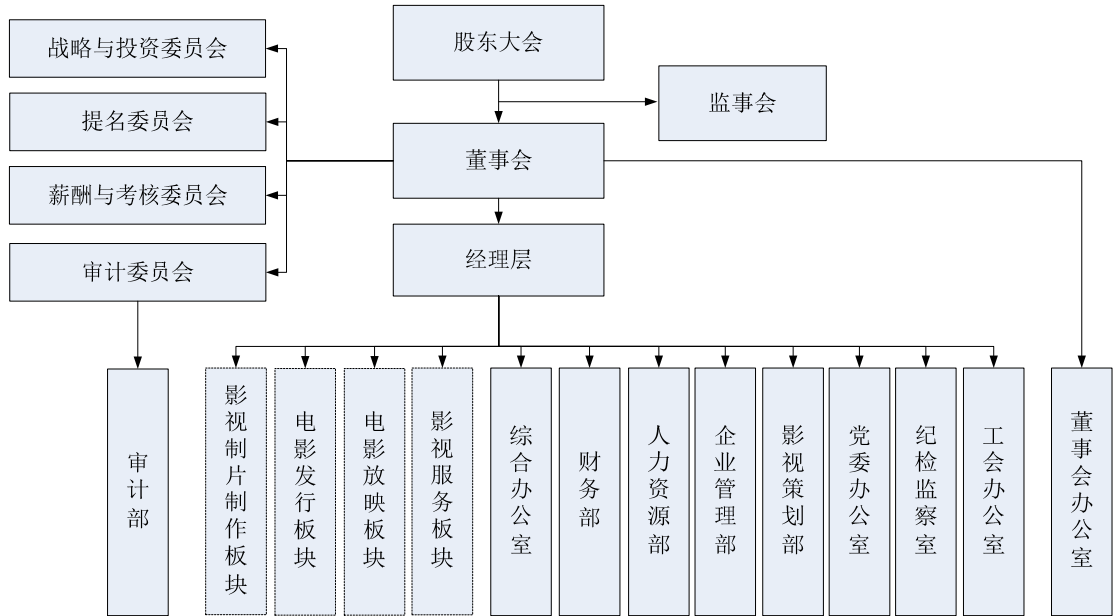 战略与投资委员会
股东大会
监事会
提名委员会
董事会
薪酬与考核委员会
经理层
审计委员会
审计部
影视制片制作板块
电影发行板块
电影放映板块
影视服务板块
综合办公室
财务部
人力资源部
企业管理部
影视策划部
党委办公室
纪检监察室
工会办公室
董事会办公室